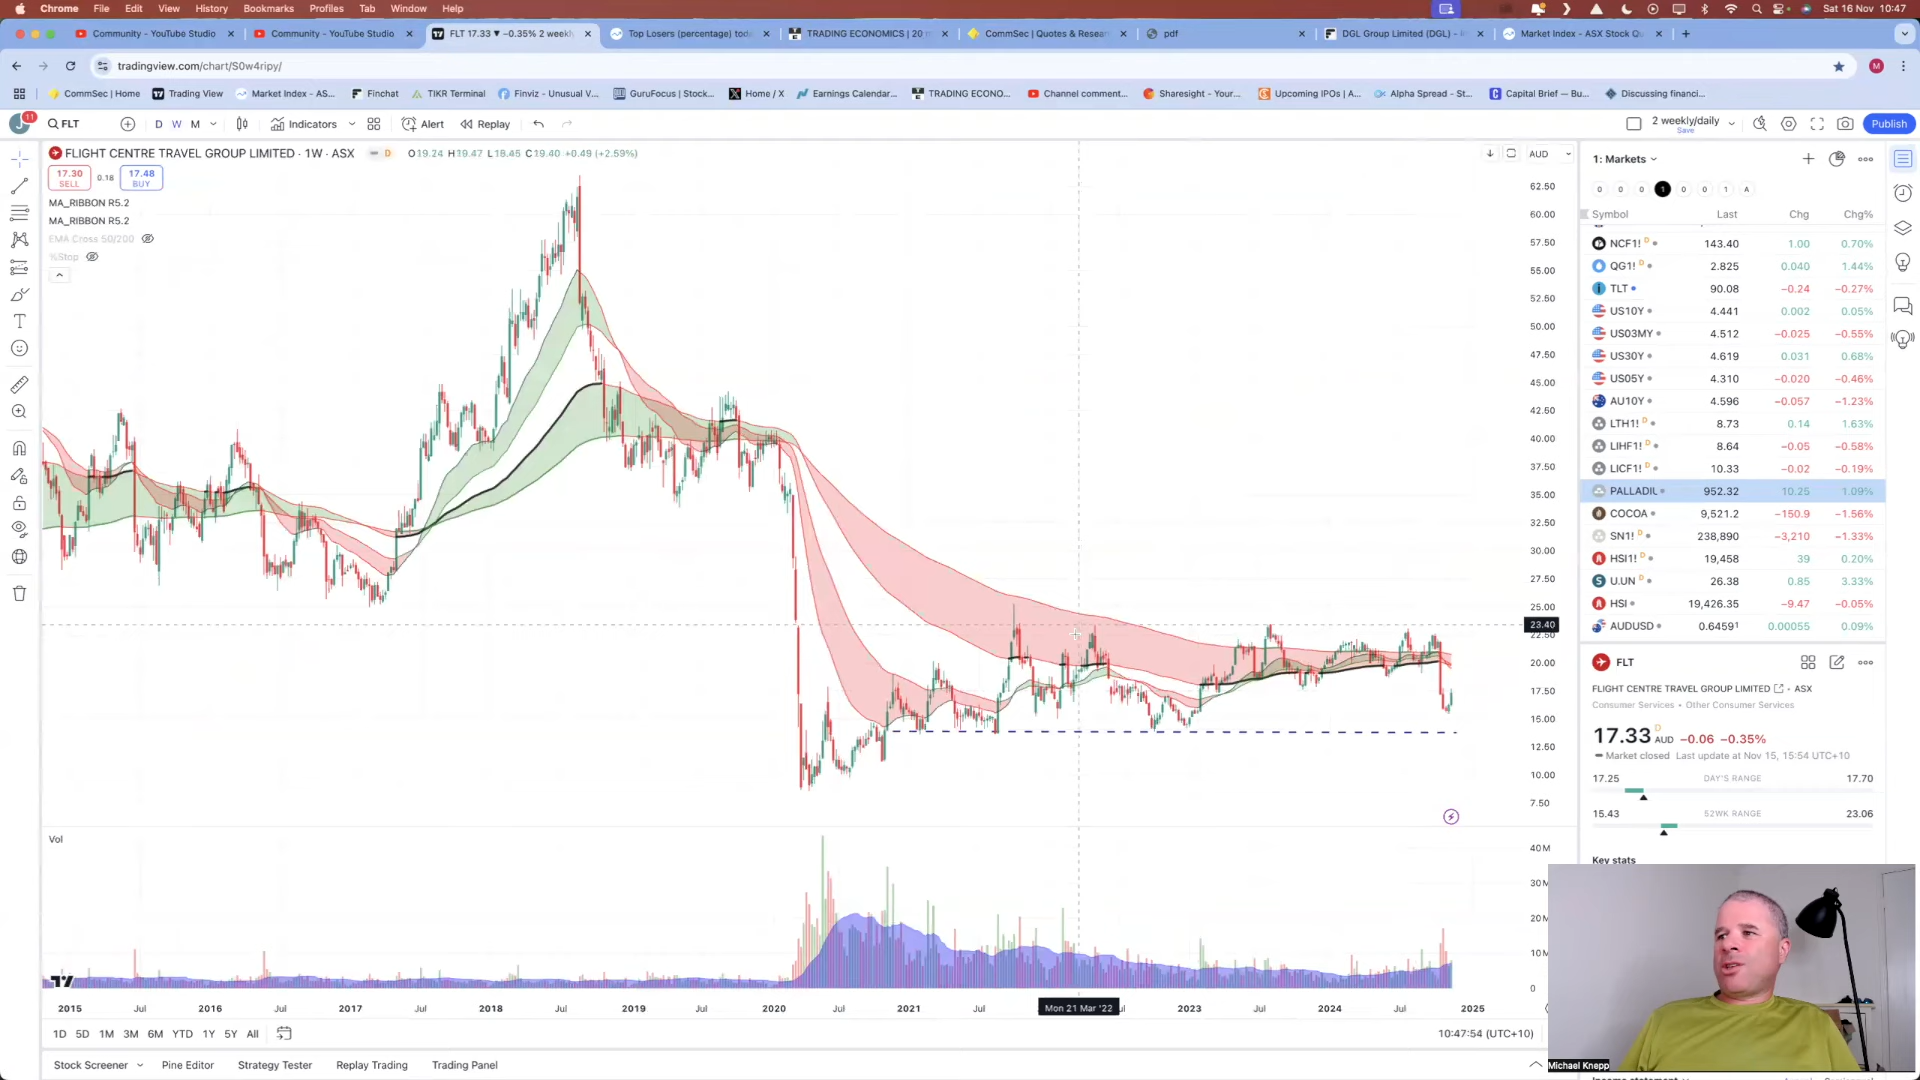 Chrome File Edit View History Bookmarks Profiles Tab Window Help Sat 16 Nov 10:47
Community - YouTube Studio Community - YouTube Studio FLT 17.33 ▼ −0.35% 2 weekly Top Losers (percentage) tod TRADING ECONOMICS | 20 CommSec | Quotes & Resear pdf DGL Group Limited (DGL) - Market Index - ASX Stock Qu
tradingview.com/chart/S0w4ripy/ M
CommSec | Home Trading View Market Index - AS... Finchat TIKR Terminal Finviz - Unusual V... GuruFocus | Stock... Home / X Earnings Calendar... TRADING ECONO... Channel comment... Sharesight - Your... Upcoming IPOs | A... Alpha Spread - St... Capital Brief — Bu... Discussing financi...
J 11 FLT D W M Indicators Alert Replay 2 weekly/daily Save Publish
FLIGHT CENTRE TRAVEL GROUP LIMITED · 1W · ASX D O19.24 H19.47 L18.45 C19.40 +0.49 (+2.59%) AUD
17.30 SELL 0.18 17.48 BUY
MA_RIBBON R5.2
MA_RIBBON R5.2
EMA Cross 50/200
%Stop
62.50
60.00
57.50
55.00
52.50
50.00
47.50
45.00
42.50
40.00
37.50
35.00
32.50
30.00
27.50
25.00
23.40
22.50
20.00
17.50
15.00
12.50
10.00
7.50
Vol
40 M
30 M
20 M
10 M
0
2015 Jul 2016 Jul 2017 Jul 2018 Jul 2019 Jul 2020 Jul 2021 Jul Mon 21 Mar '22 Jul 2023 Jul 2024 Jul 2025
1D 5D 1M 3M 6M YTD 1Y 5Y All 10:47:54 (UTC+10)
Stock Screener Pine Editor Strategy Tester Replay Trading Trading Panel
1: Markets
0 0 0 1 0 0 1 A
Symbol Last Chg Chg%
NCF1! D 143.40 1.00 0.70%
QG1! D 2.825 0.040 1.44%
TLT 90.08 −0.24 −0.27%
US10Y 4.441 0.002 0.05%
US03MY 4.512 −0.025 −0.55%
US30Y 4.619 0.031 0.68%
US05Y 4.310 −0.020 −0.46%
AU10Y 4.596 −0.057 −1.23%
LTH1! D 8.73 0.14 1.63%
LIHF1! D 8.64 −0.05 −0.58%
LICF1! D 10.33 −0.02 −0.19%
PALLADIU 952.32 10.25 1.09%
COCOA 9,521.2 −150.9 −1.56%
SN1! D 238,890 −3,210 −1.33%
HSI1! D 19,458 39 0.20%
U.UN D 26.38 0.85 3.33%
HSI 19,426.35 −9.47 −0.05%
AUDUSD 0.6459¹ 0.00055 0.09%
FLT
FLIGHT CENTRE TRAVEL GROUP LIMITED · ASX
Consumer Services • Other Consumer Services
17.33 D AUD −0.06 −0.35%
Market closed Last update at Nov 15, 15:54 UTC+10
17.25 DAY'S RANGE 17.70
15.43 52WK RANGE 23.06
Key stats
Michael Knepp